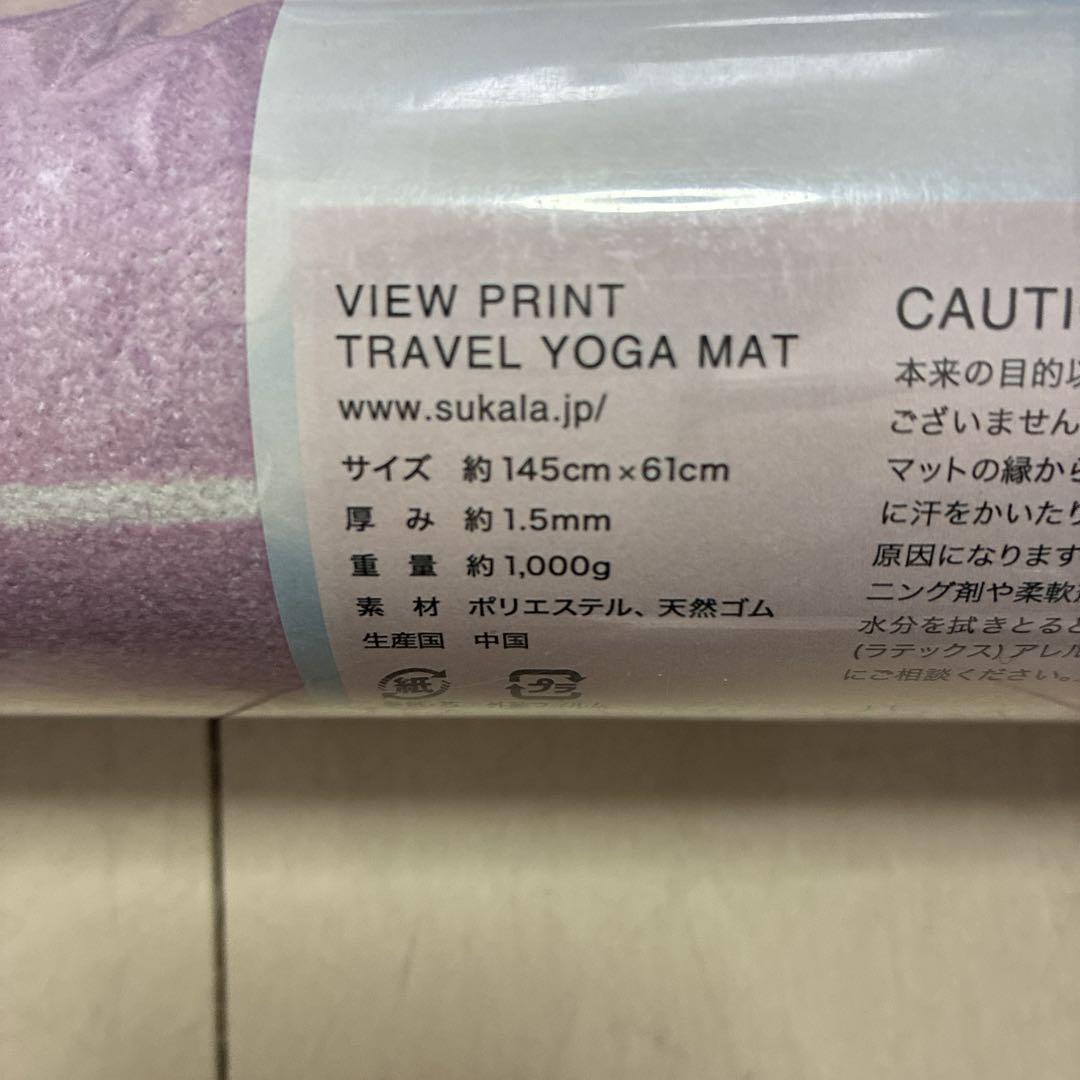 VIEW PRINT
TRAVEL YOGA MAT
www.sukala.jp/
サイズ 約145cm×61cm
厚 み 約1.5mm
重 量 約1,000g
素 材 ポリエステル、天然ゴム
生産国 中国
紙
プラ
CAUTI
本来の目的以
ございません
マットの縁から
に汗をかいたり
原因になります
ニング剤や柔軟剤
水分を拭きとると
(ラテックス)アレル
にご相談ください。